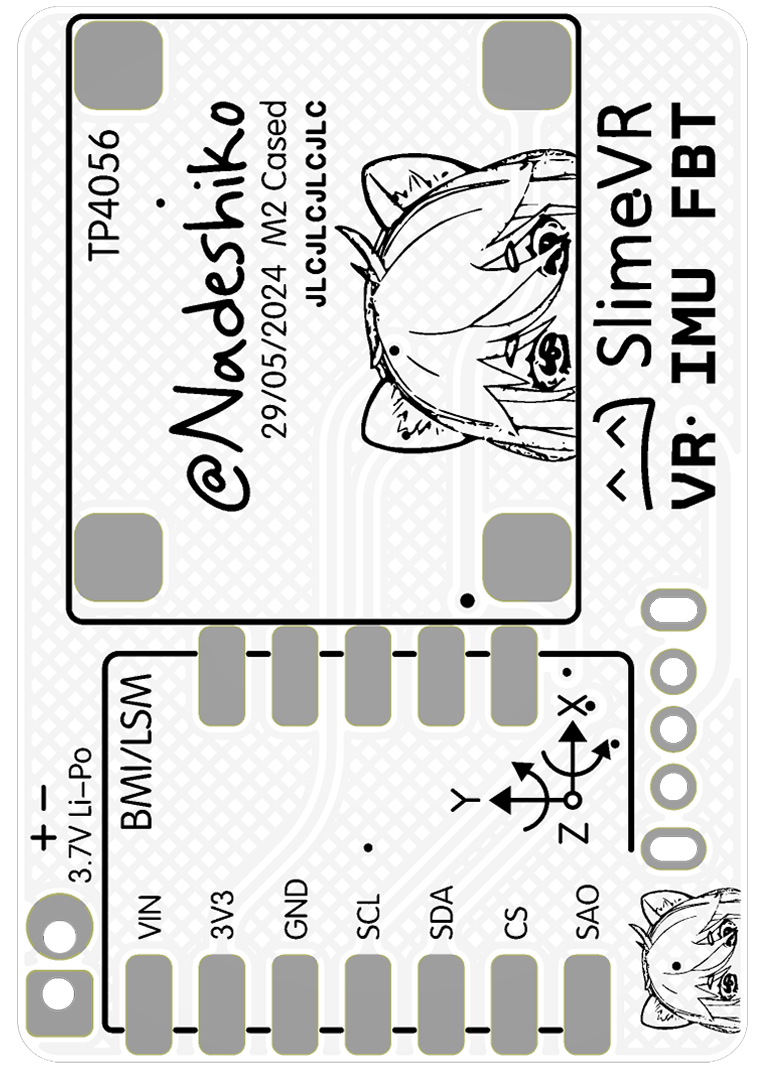 TP4056
@Nadeshiko
29/05/2024 M2 Cased
JLCJLCJLCJLC
SlimeVR
VR· IMU FBT
BMI/LSM
X
Y
Z
+ −
3.7V Li-Po
VIN
3V3
GND
SCL
SDA
CS
SAO